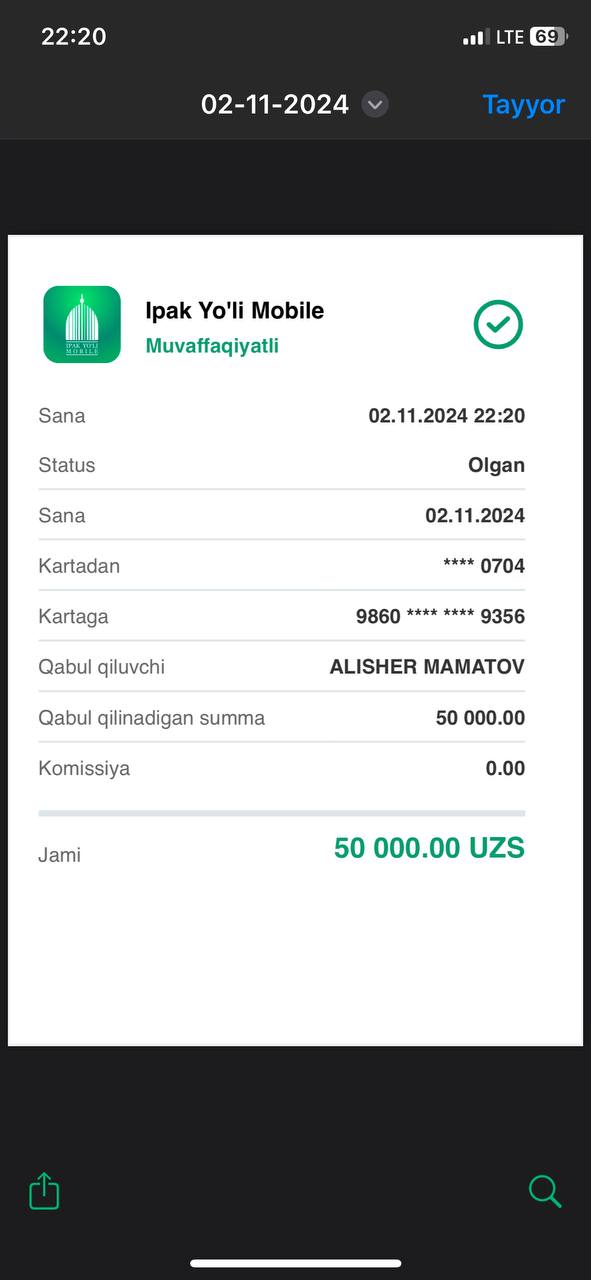 22:20
LTE 69
02-11-2024
Tayyor
Ipak Yo'li Mobile
IPAK YO'LI
MOBILE
Muvaffaqiyatli
Sana 02.11.2024 22:20
Status Olgan
Sana 02.11.2024
Kartadan **** 0704
Kartaga 9860 **** **** 9356
Qabul qiluvchi ALISHER MAMATOV
Qabul qilinadigan summa 50 000.00
Komissiya 0.00
Jami 50 000.00 UZS